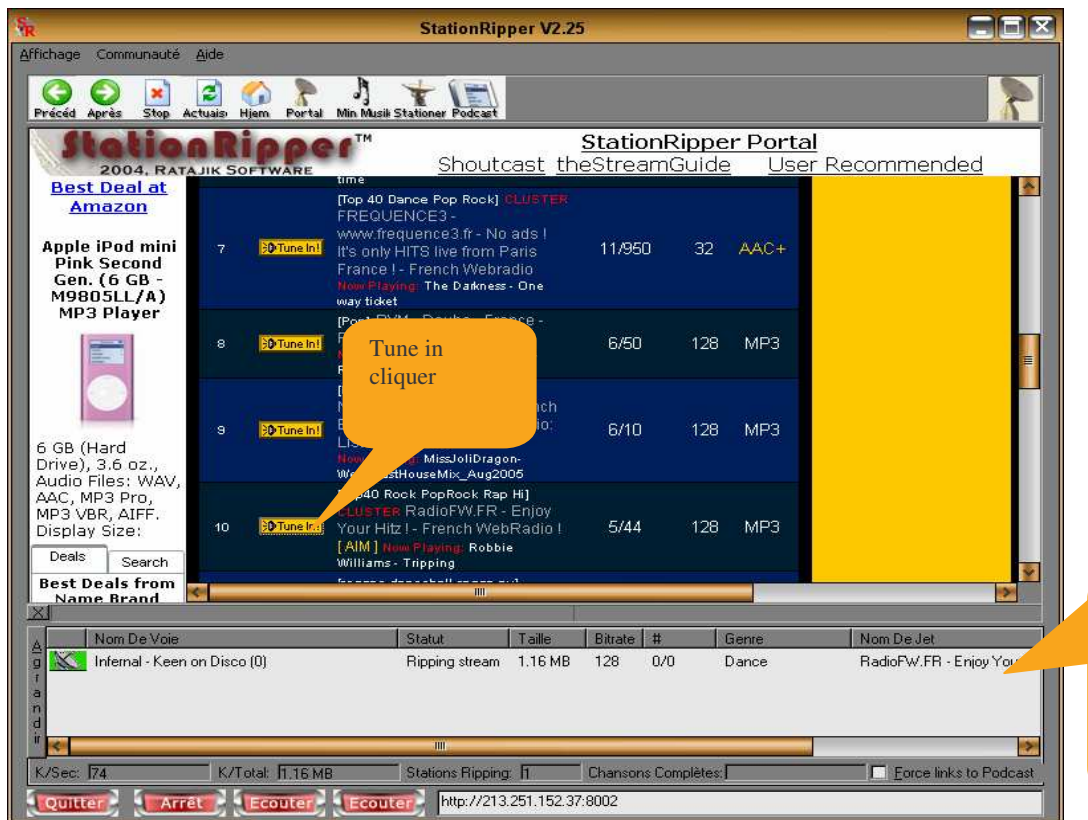 StationRipper V2.25
Affichage Communauté Aide
Précéd Après Stop Actuais Hjem Portal Min Musik Stationer Podcast
StationRipper™
2004, RATAJIK SOFTWARE
StationRipper Portal
Shoutcast theStreamGuide User Recommended
Best Deal at
Amazon
Apple iPod mini
Pink Second
Gen. (6 GB -
M9805LL/A)
MP3 Player
6 GB (Hard
Drive), 3.6 oz.,
Audio Files: WAV,
AAC, MP3 Pro,
MP3 VBR, AIFF.
Display Size:
Deals Search
Best Deals from
Name Brand
time
[Top 40 Dance Pop Rock] CLUSTER
FREQUENCE3 -
7 Tune In! www.frequence3.fr - No ads ! 11/950 32 AAC+
It's only HITS live from Paris
France ! - French Webradio
Now Playing: The Darkness - One
way ticket
8 Tune In! 6/50 128 MP3
Tune in
cliquer
9 Tune In! 6/10 128 MP3
Now Playing: MissJoliDragon-
HouseMix_Aug2005
Rock PopRock Rap Hi]
CLUSTER RadioFW.FR - Enjoy
10 Tune In! Your Hitz ! - French WebRadio ! 5/44 128 MP3
[ AIM ] Now Playing: Robbie
Williams - Tripping
Agrandir
Nom De Voie Statut Taille Bitrate # Genre Nom De Jet
Infernal - Keen on Disco (0) Ripping stream 1.16 MB 128 0/0 Dance RadioFW.FR - Enjoy
K/Sec: 74 K/Total: 1.16 MB Stations Ripping: 1 Chansons Complètes: Force links to Podcast
Quitter Arrêt Ecouter Ecouter http://213.251.152.37:8002